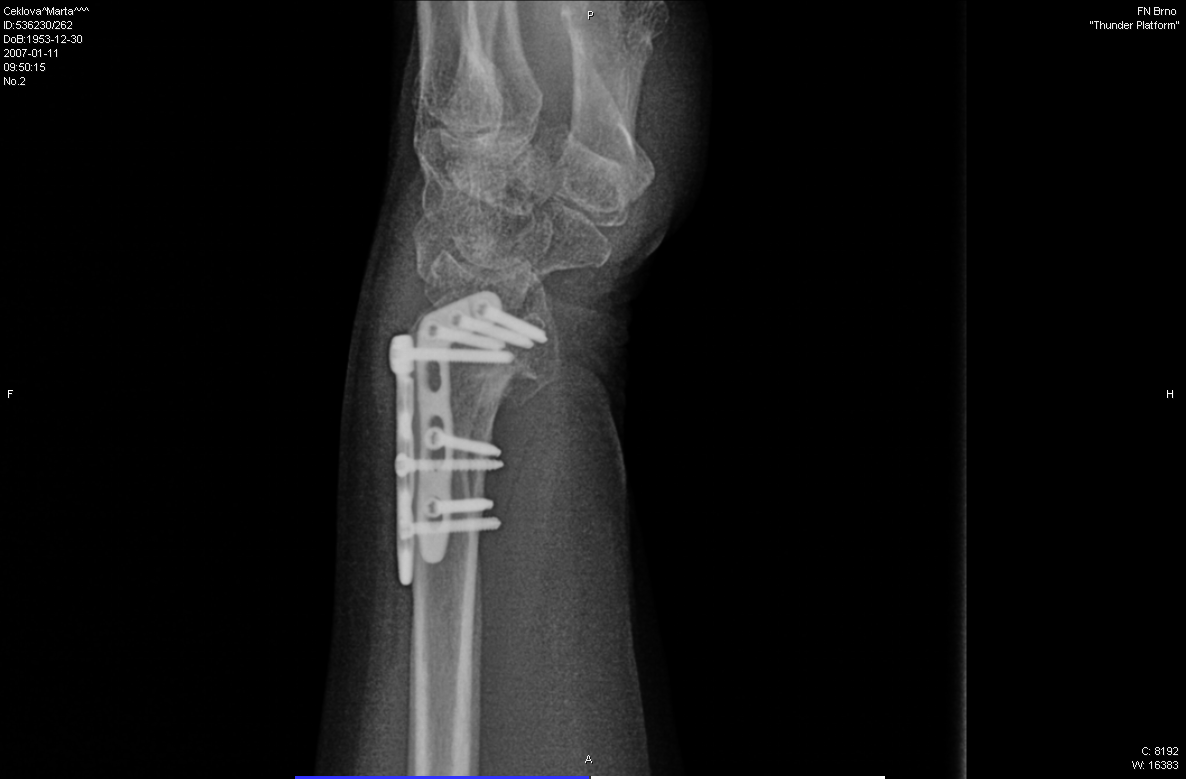 Ceklova^Marta^^^
ID:536230/262
DoB:1953-12-30
2007-01-11
09:50:15
No.2
P
FN Brno
"Thunder Platform"
F
H
A
C: 8192
W: 16383